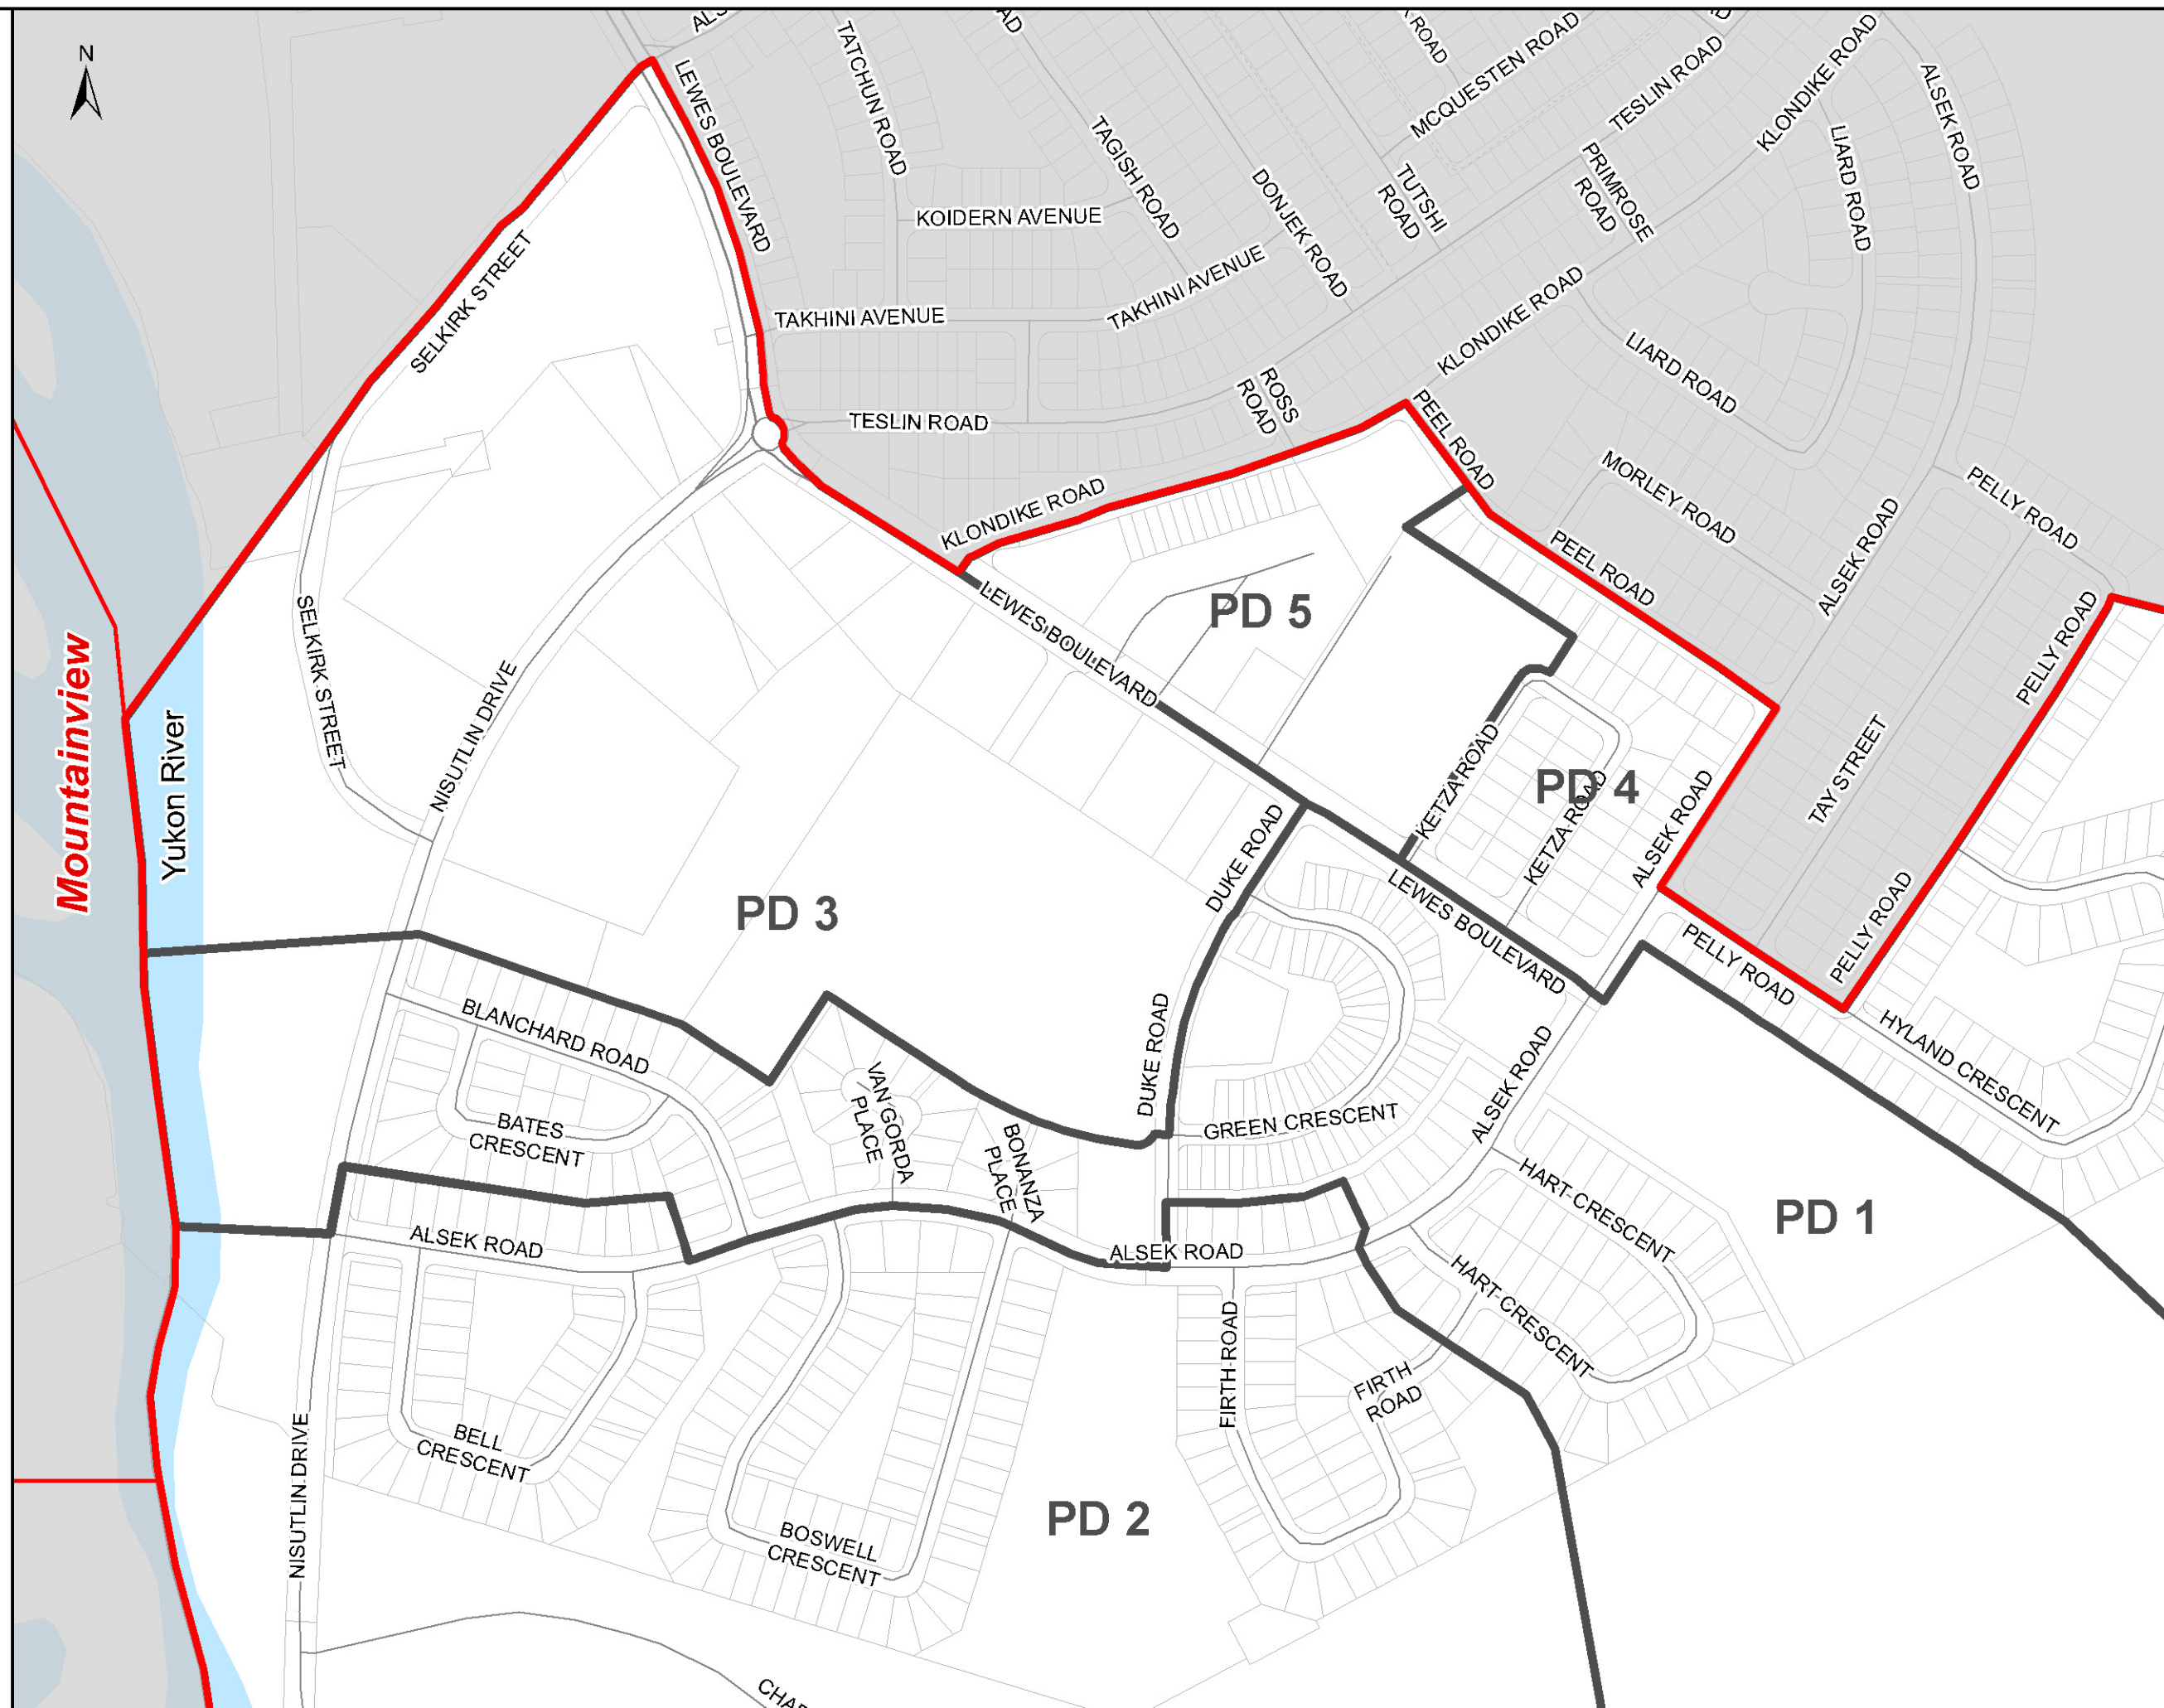 N
LEWES BOULEVARD
TATCHUN ROAD
TAGISH ROAD
KOIDERN AVENUE
DONJEK ROAD
TUTSHI
ROAD
MCQUESTEN ROAD
TESLIN ROAD
PRIMROSE
ROAD
KLONDIKE ROAD
LIARD ROAD
ALSEK ROAD
SELKIRK STREET
TAKHINI AVENUE
TAKHINI AVENUE
KLONDIKE ROAD
LIARD ROAD
TESLIN ROAD
ROSS
ROAD
PEEL ROAD
KLONDIKE ROAD
MORLEY ROAD
PELLY ROAD
PEEL ROAD
ALSEK ROAD
PD 5
LEWES BOULEVARD
SELKIRK STREET
NISUTLIN DRIVE
Mountainview
Yukon River
PELLY ROAD
TAY STREET
KETZA ROAD
PD 4
KETZA ROAD
ALSEK ROAD
DUKE ROAD
PD 3
LEWES BOULEVARD
PELLY ROAD
PELLY ROAD
BLANCHARD ROAD
DUKE ROAD
HYLAND CRESCENT
BATES
CRESCENT
VAN GORDA
PLACE
BONANZA
PLACE
GREEN CRESCENT
ALSEK ROAD
HART CRESCENT
PD 1
ALSEK ROAD
ALSEK ROAD
HART CRESCENT
FIRTH ROAD
FIRTH
ROAD
BELL
CRESCENT
NISUTLIN DRIVE
PD 2
BOSWELL
CRESCENT